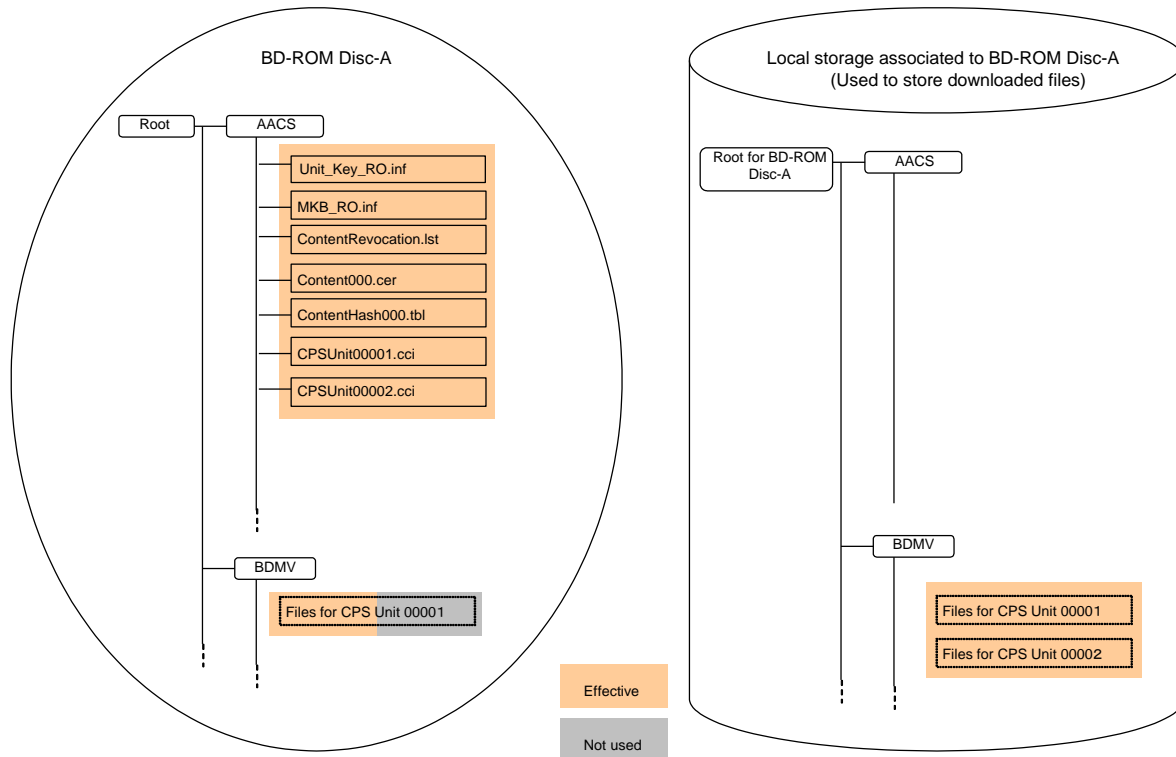 BD-ROM Disc-A
Root
AACS
Unit_Key_RO.inf
MKB_RO.inf
ContentRevocation.lst
Content000.cer
ContentHash000.tbl
CPSUnit00001.cci
CPSUnit00002.cci
BDMV
Files for CPS Unit 00001
Effective
Not used
Local storage associated to BD-ROM Disc-A
(Used to store downloaded files)
Root for BD-ROM
Disc-A
AACS
BDMV
Files for CPS Unit 00001
Files for CPS Unit 00002